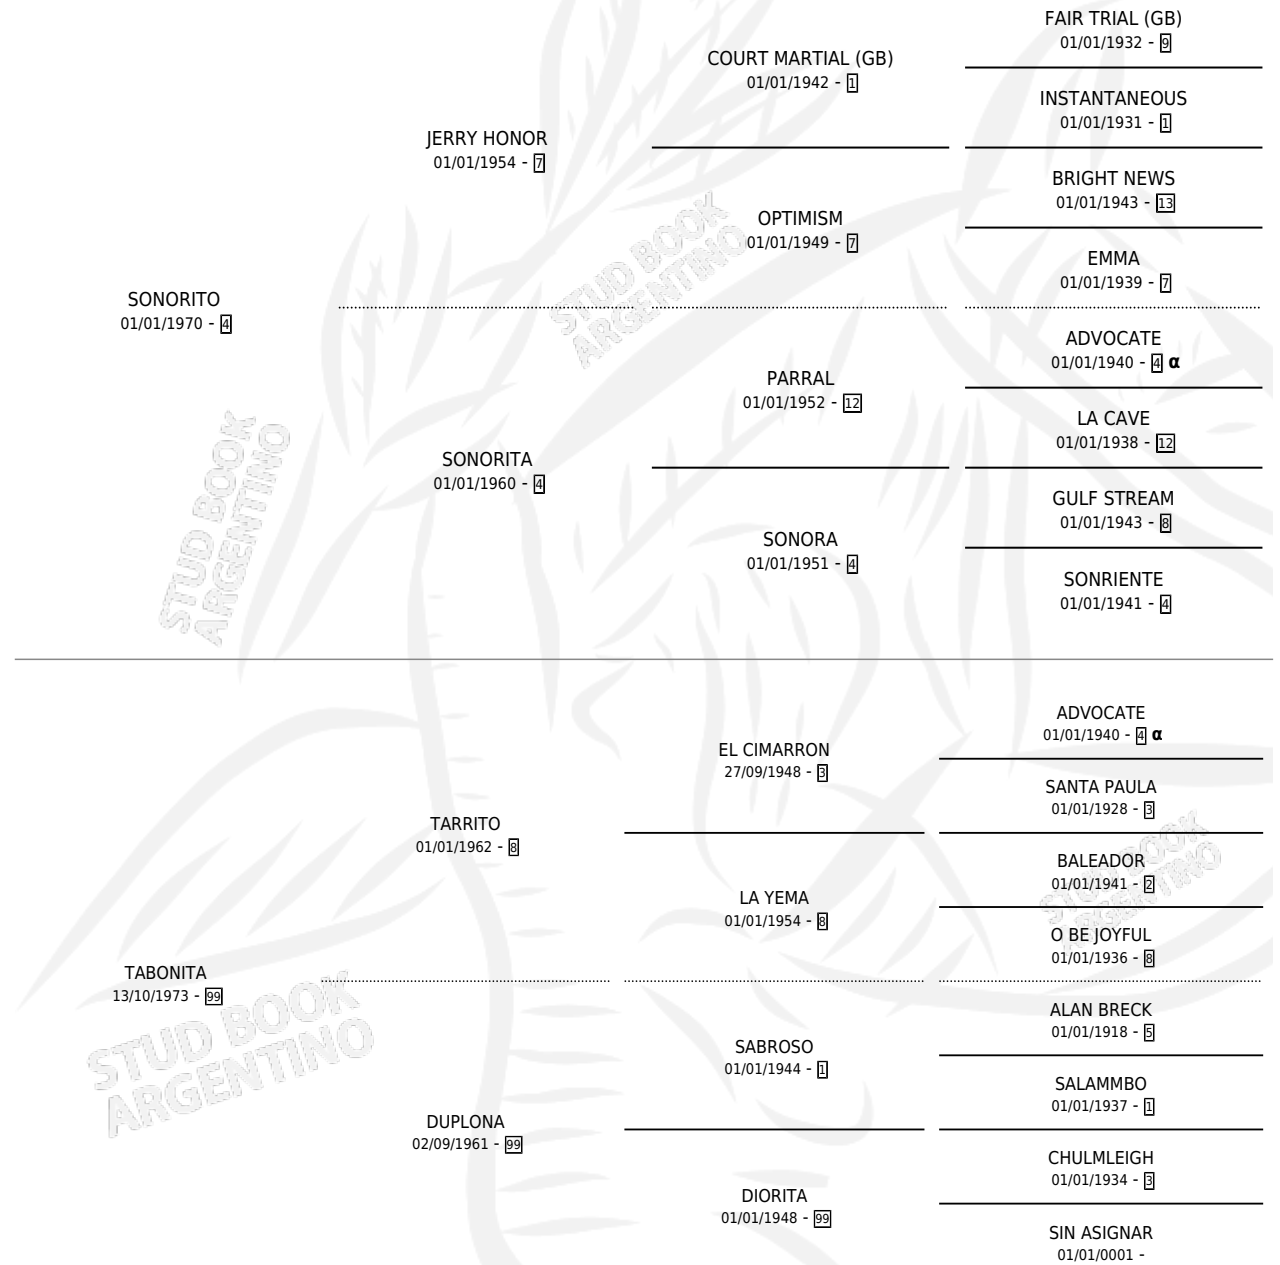 FAIR TRIAL (GB)
01/01/1932 - 9
COURT MARTIAL (GB)
01/01/1942 - 1
INSTANTANEOUS
01/01/1931 - 1
JERRY HONOR
01/01/1954 - 7
BRIGHT NEWS
01/01/1943 - 13
OPTIMISM
01/01/1949 - 7
EMMA
01/01/1939 - 7
SONORITO
01/01/1970 - 4
ADVOCATE
01/01/1940 - 4 α
PARRAL
01/01/1952 - 12
LA CAVE
01/01/1938 - 12
SONORITA
01/01/1960 - 4
GULF STREAM
01/01/1943 - 8
SONORA
01/01/1951 - 4
SONRIENTE
01/01/1941 - 4
ADVOCATE
01/01/1940 - 4 α
EL CIMARRON
27/09/1948 - 3
SANTA PAULA
01/01/1928 - 3
TARRITO
01/01/1962 - 8
BALEADOR
01/01/1941 - 2
LA YEMA
01/01/1954 - 8
O BE JOYFUL
01/01/1936 - 8
TABONITA
13/10/1973 - 99
ALAN BRECK
01/01/1918 - 5
SABROSO
01/01/1944 - 1
SALAMMBO
01/01/1937 - 1
DUPLONA
02/09/1961 - 99
CHULMLEIGH
01/01/1934 - 3
DIORITA
01/01/1948 - 99
SIN ASIGNAR
01/01/0001 -
STUD BOOK
ARGENTINO
STUD BOOK
ARGENTINO
STUD BOOK
ARGENTINO
STUD BOOK
ARGENTINO